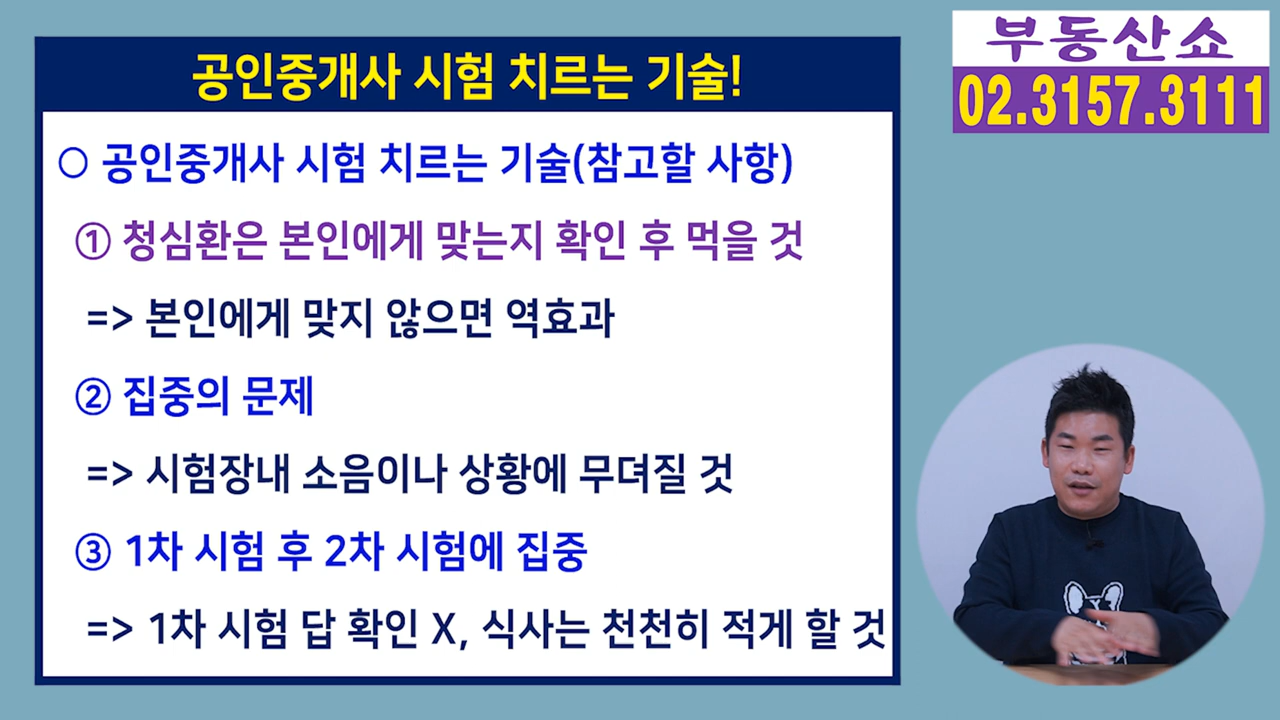 부동산쇼
02.3157.3111
공인중개사 시험 치르는 기술!
○ 공인중개사 시험 치르는 기술(참고할 사항)
① 청심환은 본인에게 맞는지 확인 후 먹을 것
=> 본인에게 맞지 않으면 역효과
② 집중의 문제
=> 시험장내 소음이나 상황에 무뎌질 것
③ 1차 시험 후 2차 시험에 집중
=> 1차 시험 답 확인 X, 식사는 천천히 적게 할 것